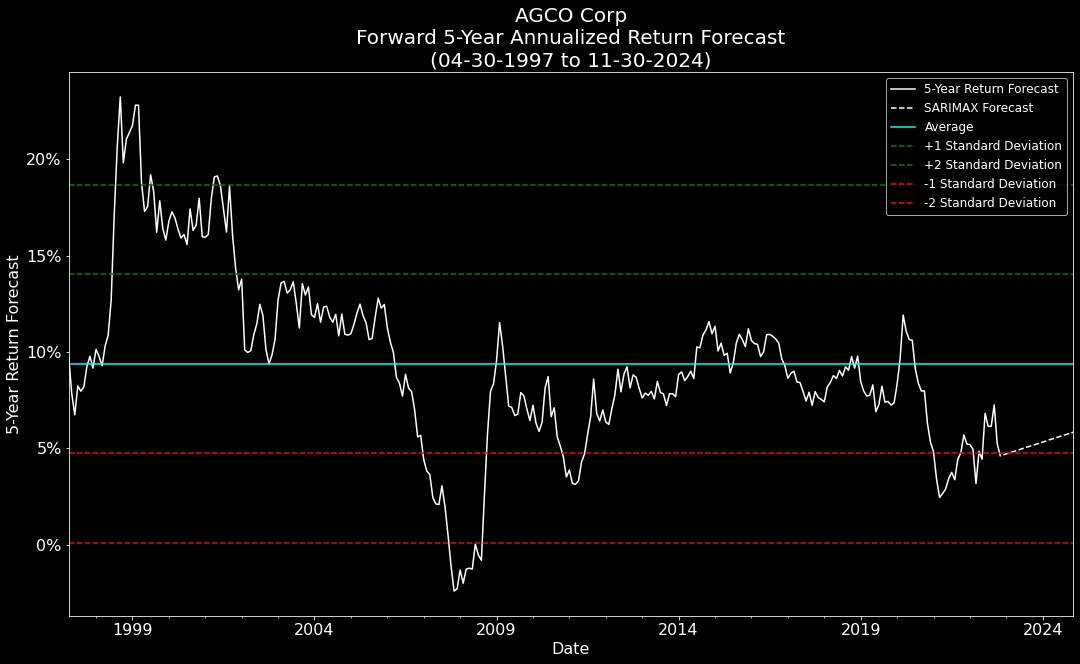 AGCO Corp
Forward 5-Year Annualized Return Forecast
(04-30-1997 to 11-30-2024)
5-Year Return Forecast
SARIMAX Forecast
Average
+1 Standard Deviation
+2 Standard Deviation
-1 Standard Deviation
-2 Standard Deviation
5-Year Return Forecast
20%
15%
10%
5%
0%
1999
2004
2009
2014
2019
2024
Date